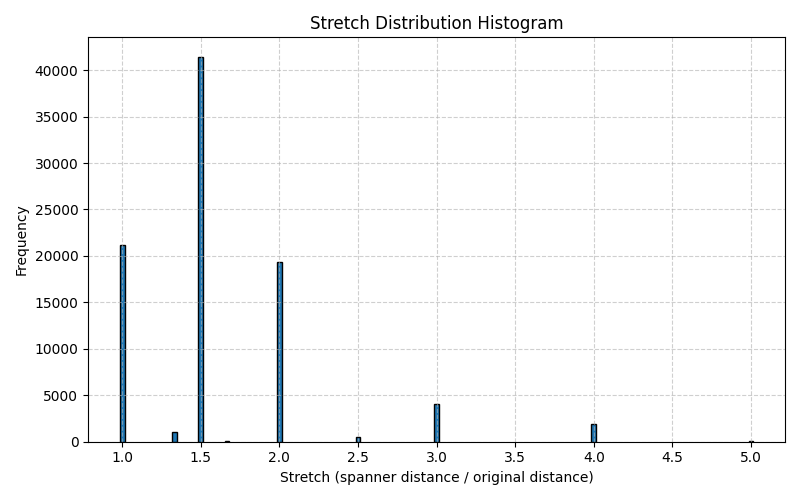 Stretch Distribution Histogram
Frequency
40000
35000
30000
25000
20000
15000
10000
5000
0
1.0 1.5 2.0 2.5 3.0 3.5 4.0 4.5 5.0
Stretch (spanner distance / original distance)